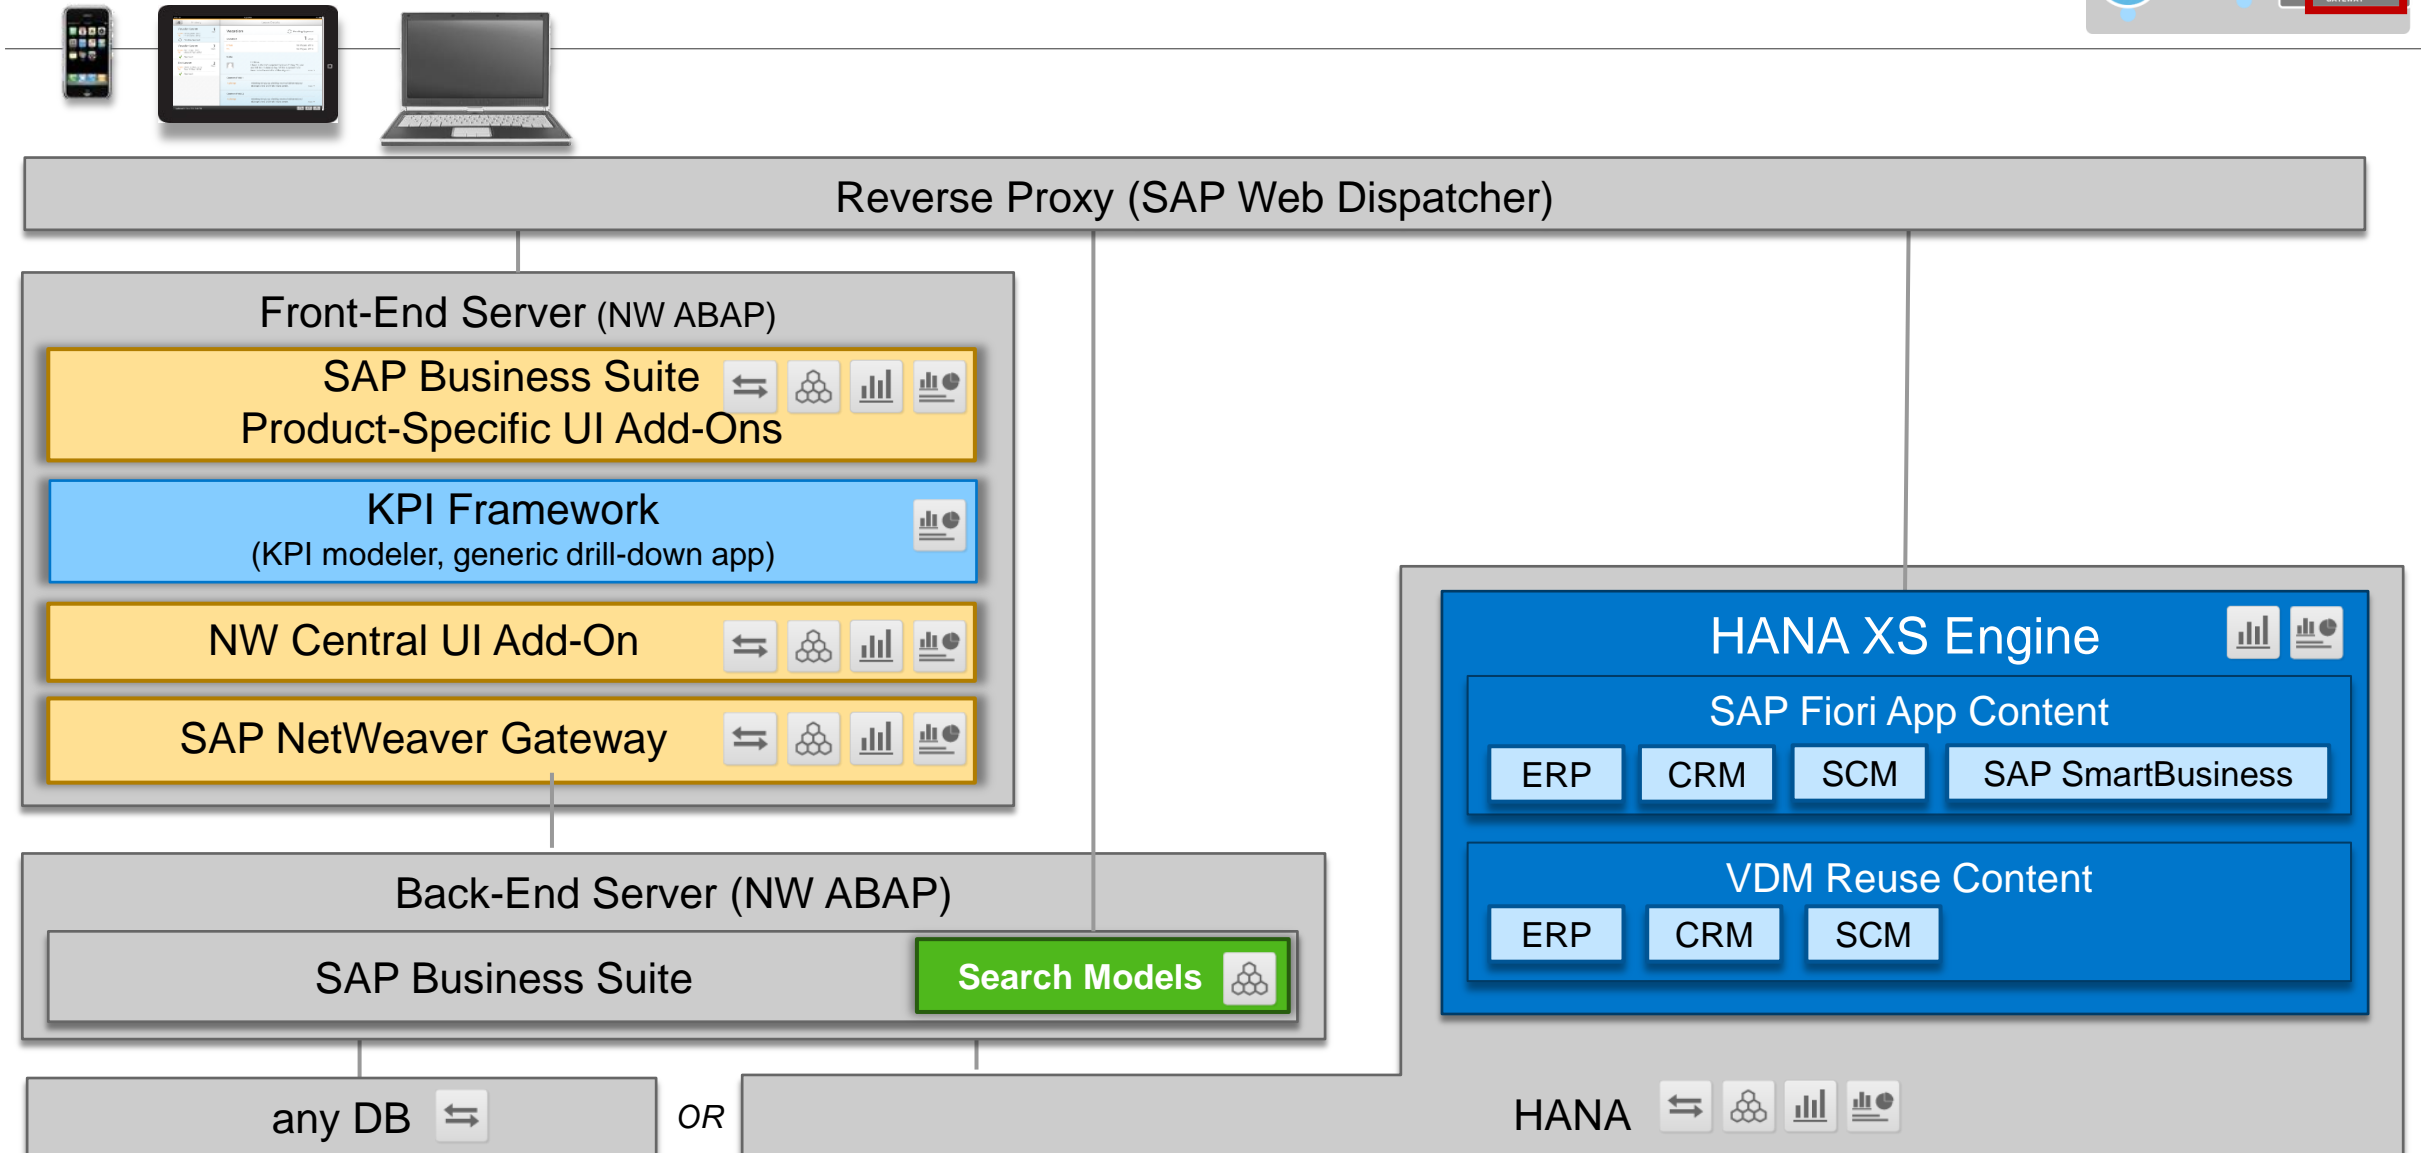 Reverse Proxy (SAP Web Dispatcher)
Front-End Server (NW ABAP)
SAP Business Suite
Product-Specific UI Add-Ons
KPI Framework
(KPI modeler, generic drill-down app)
NW Central UI Add-On
SAP NetWeaver Gateway
HANA XS Engine
SAP Fiori App Content
ERP
CRM
SCM
SAP SmartBusiness
VDM Reuse Content
ERP
CRM
SCM
Back-End Server (NW ABAP)
SAP Business Suite
Search Models
any DB
OR
HANA